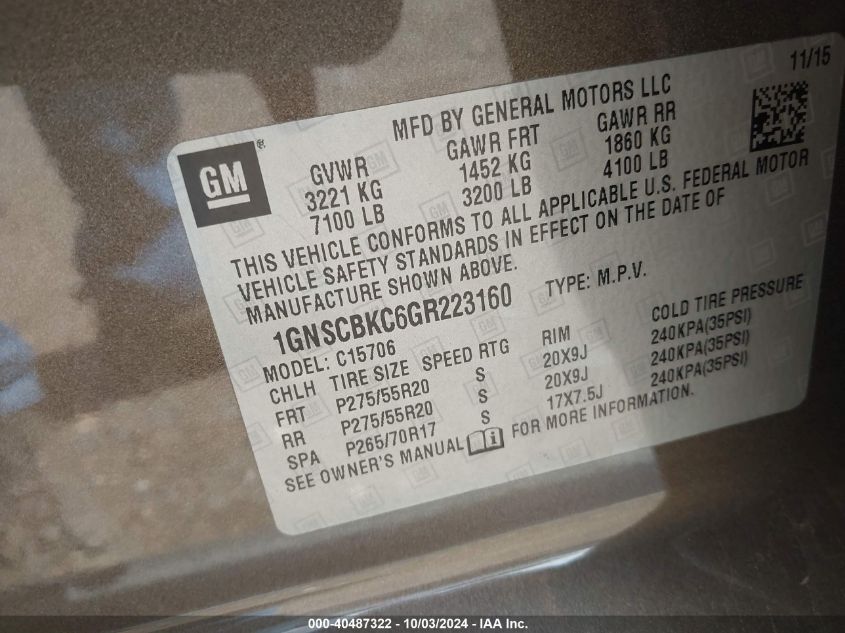 11/15
MFD BY GENERAL MOTORS LLC
GM ®
GVWR GAWR FRT GAWR RR
3221 KG 1452 KG 1860 KG
7100 LB 3200 LB 4100 LB
THIS VEHICLE CONFORMS TO ALL APPLICABLE U.S. FEDERAL MOTOR
VEHICLE SAFETY STANDARDS IN EFFECT ON THE DATE OF
MANUFACTURE SHOWN ABOVE.
1GNSCBKC6GR223160 TYPE: M.P.V.
MODEL: C15706
CHLH TIRE SIZE SPEED RTG RIM COLD TIRE PRESSURE
FRT P275/55R20 S 20X9J 240KPA(35PSI)
RR P275/55R20 S 20X9J 240KPA(35PSI)
SPA P265/70R17 S 17X7.5J 240KPA(35PSI)
SEE OWNER'S MANUAL i FOR MORE INFORMATION.
000-40487322 - 10/03/2024 - IAA Inc.